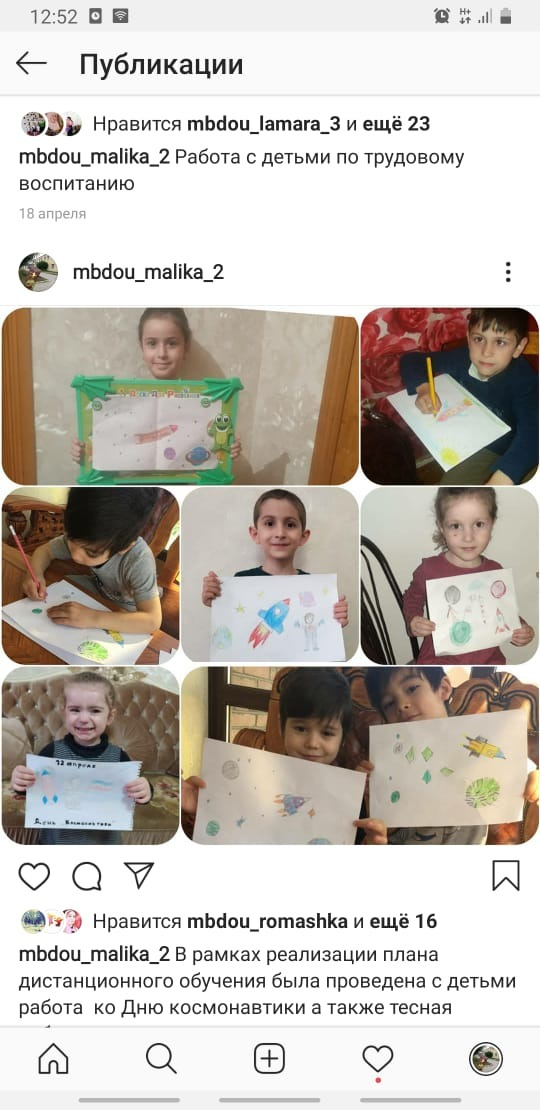 12:52
Публикации
Нравится mbdou_lamara_3 и ещё 23
mbdou_malika_2 Работа с детьми по трудовому
воспитанию
18 апреля
mbdou_malika_2
12 апреля
День
Нравится mbdou_romashka и ещё 16
mbdou_malika_2 В рамках реализации плана
дистанционного обучения была проведена с детьми
работа ко Дню космонавтики а также тесная